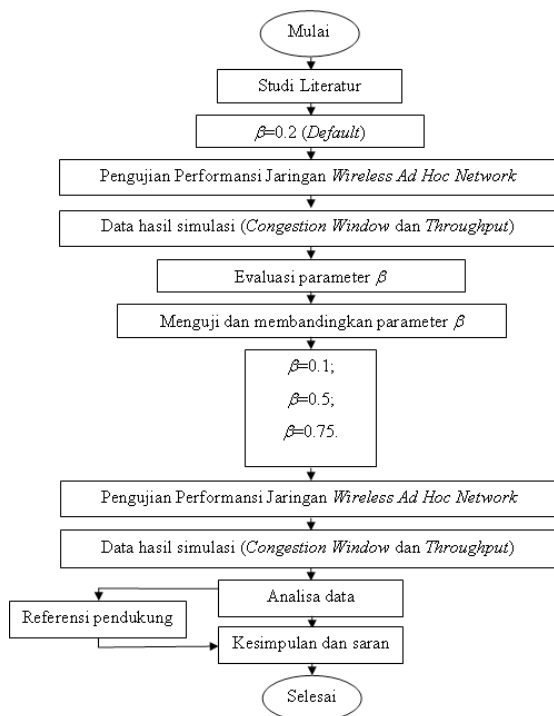 Mulai
Studi Literatur
β=0.2 (Default)
Pengujian Performansi Jaringan Wireless Ad Hoc Network
Data hasil simulasi (Congestion Window dan Throughput)
Evaluasi parameter β
Menguji dan membandingkan parameter β
β=0.1;
β=0.5;
β=0.75.
Pengujian Performansi Jaringan Wireless Ad Hoc Network
Data hasil simulasi (Congestion Window dan Throughput)
Analisa data
Referensi pendukung
Kesimpulan dan saran
Selesai